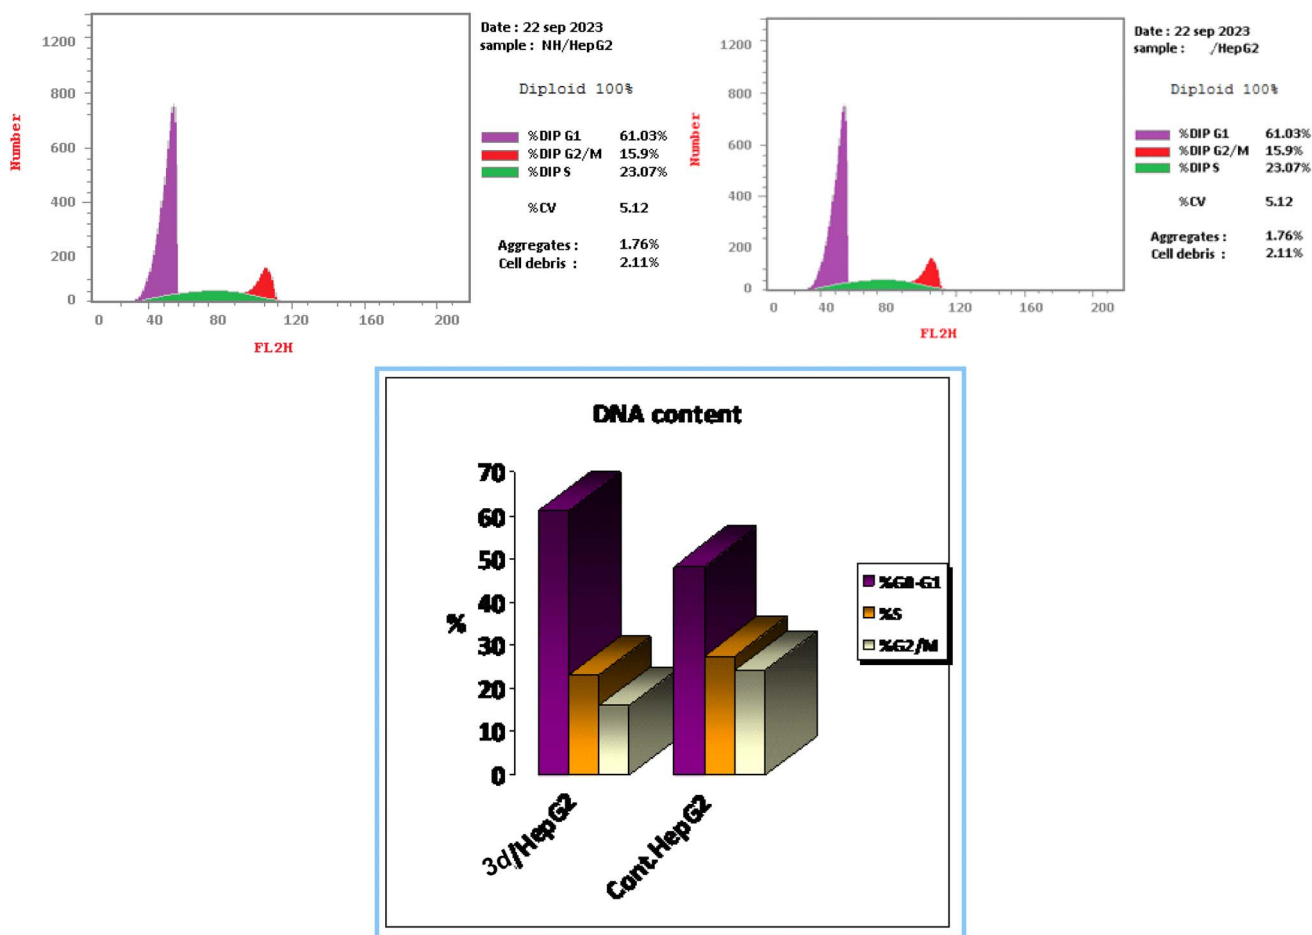 Date : 22 sep 2023
sample : NH/HepG2
Diploid 100%
%DIP G1 61.03%
%DIP G2/M 15.9%
%DIP S 23.07%
%CV 5.12
Aggregates : 1.76%
Cell debris : 2.11%
Number
1200
800
600
400
200
0
0 40 80 120 160 200
FL2H
Date : 22 sep 2023
sample : /HepG2
Diploid 100%
%DIP G1 61.03%
%DIP G2/M 15.9%
%DIP S 23.07%
%CV 5.12
Aggregates : 1.76%
Cell debris : 2.11%
Number
1200
800
600
400
200
0
0 40 80 120 160 200
FL2H
DNA content
70
60
50
40
30
20
10
0
%
3d/HepG2
Cont.HepG2
%G0-G1
%S
%G2/M